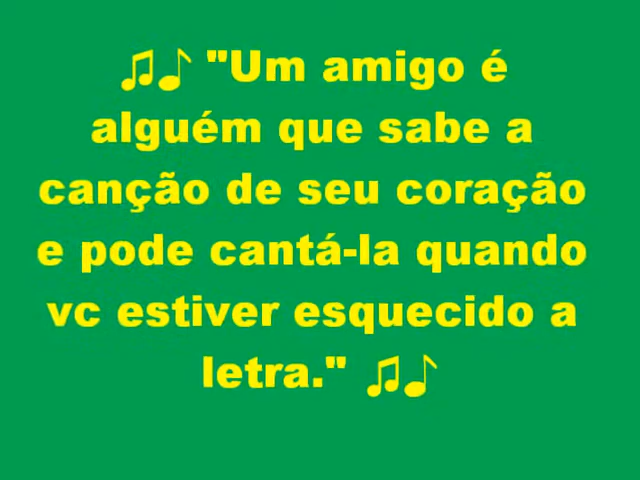 ♫♪ "Um amigo é
alguém que sabe a
canção de seu coração
e pode cantá-la quando
vc estiver esquecido a
letra." ♫♪